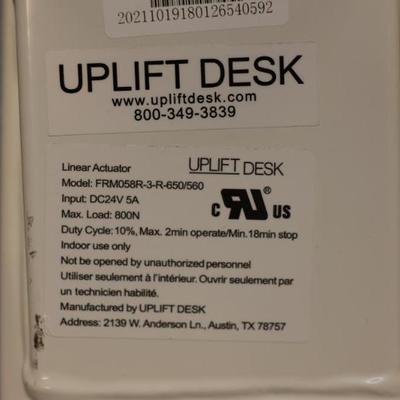 20211019180126540592
UPLIFT DESK
www.upliftdesk.com
800-349-3839
Linear Actuator
UPLIFT DESK
Model: FRM058R-3-R-650/560
Input: DC24V 5A
Max. Load: 800N
c RU US
Duty Cycle: 10%, Max. 2min operate/Min.18min stop
Indoor use only
Not be opened by unauthorized personnel
Utiliser seulement à l'intérieur. Ouvrir seulement par
un technicien habilité.
Manufactured by UPLIFT DESK
Address: 2139 W. Anderson Ln., Austin, TX 78757